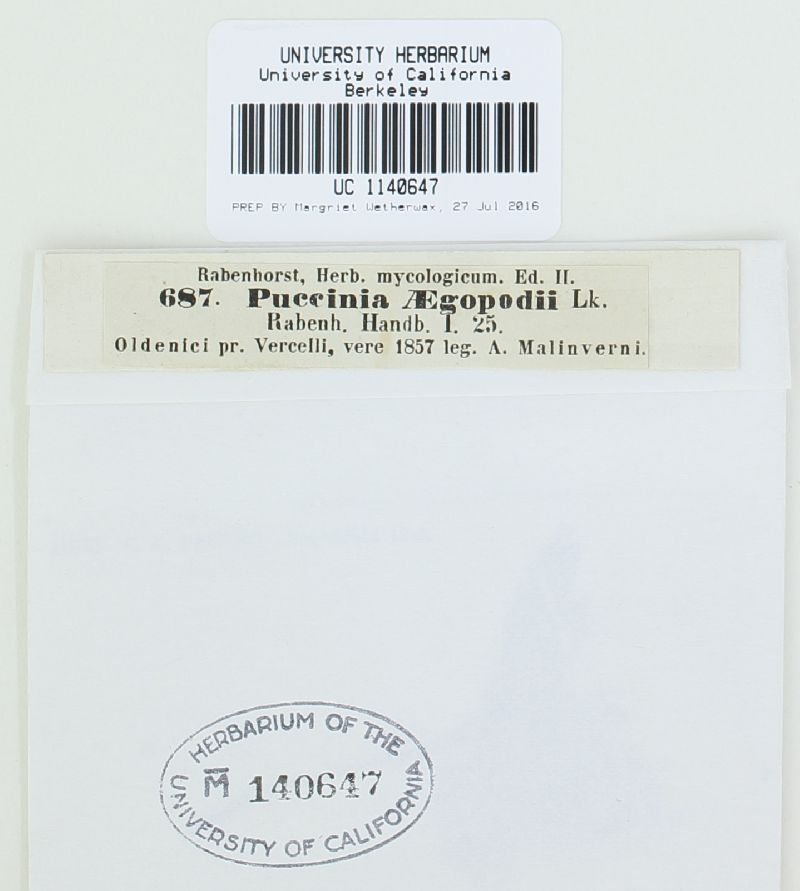 UNIVERSITY HERBARIUM
University of California
Berkeley
UC 1140647
PREP BY Margriet Wetherwax, 27 Jul 2016
Rabenhorst, Herb. mycologicum. Ed. II.
687. Puccinia Ægopodii Lk.
Rabenh. Handb. I. 25.
Oldenici pr. Vercelli, vere 1857 leg. A. Malinverni.
HERBARIUM OF THE
M̅ 140647
UNIVERSITY OF CALIFORNIA